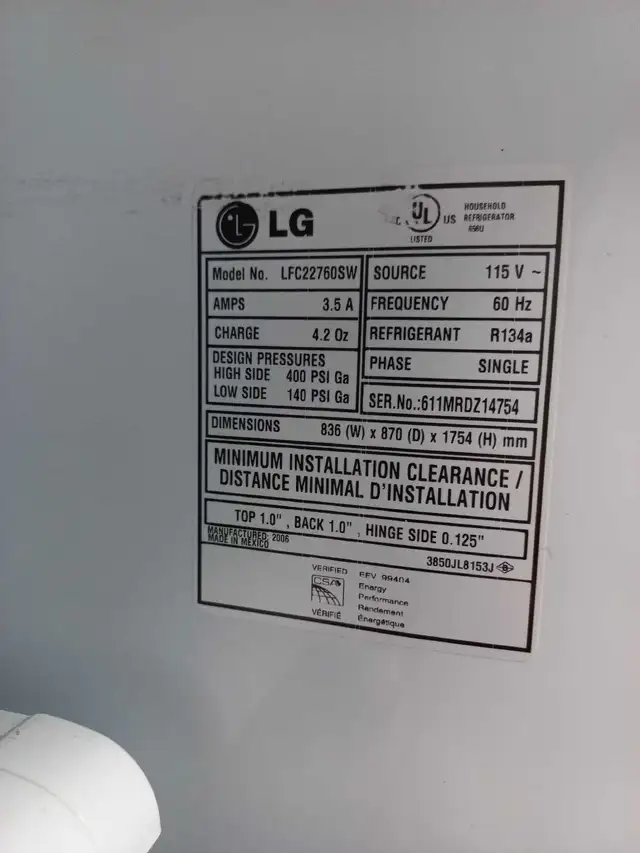 LG
C UL US
LISTED
HOUSEHOLD
REFRIGERATOR
Model No. LFC22760SW
AMPS 3.5 A
CHARGE 4.2 Oz
DESIGN PRESSURES
HIGH SIDE 400 PSI Ga
LOW SIDE 140 PSI Ga
SOURCE 115 V ~
FREQUENCY 60 Hz
REFRIGERANT R134a
PHASE SINGLE
SER.No.:611MRDZ14754
DIMENSIONS 836 (W) x 870 (D) x 1754 (H) mm
MINIMUM INSTALLATION CLEARANCE /
DISTANCE MINIMAL D'INSTALLATION
TOP 1.0" , BACK 1.0" , HINGE SIDE 0.125"
MANUFACTURED: 2006
MADE IN MEXICO
3850JL8153J
VERIFIED
CSA
VÉRIFIÉ
EEV 99404
Energy
Performance
Rendement
Énergétique